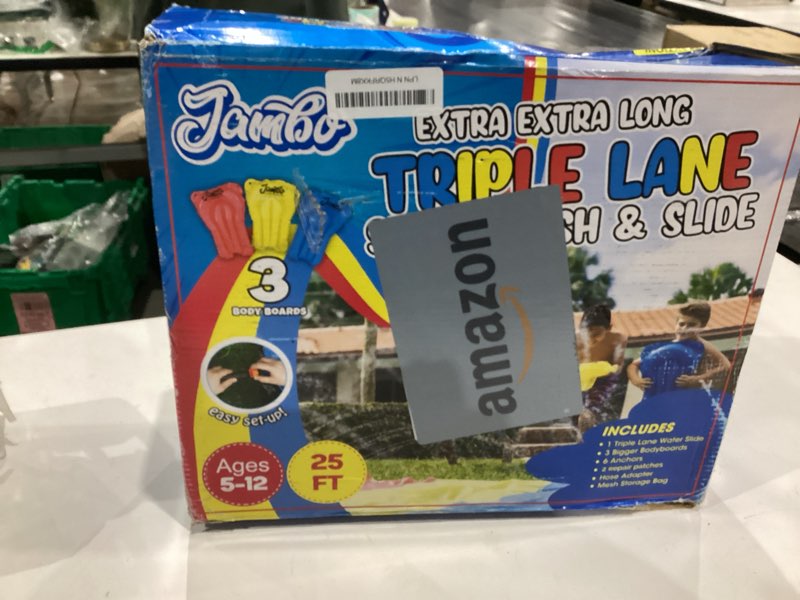 Jambo
EXTRA EXTRA LONG
TRIPLE LANE
SH & SLIDE
amazon
3
BODY BOARDS
easy set-up!
Ages
5-12
25
FT
INCLUDES
• 1 Triple Lane Water Slide
• 3 Bigger Bodyboards
• 6 Anchors
• 2 Repair patches
• Hose Adapter
• Mesh Storage Bag